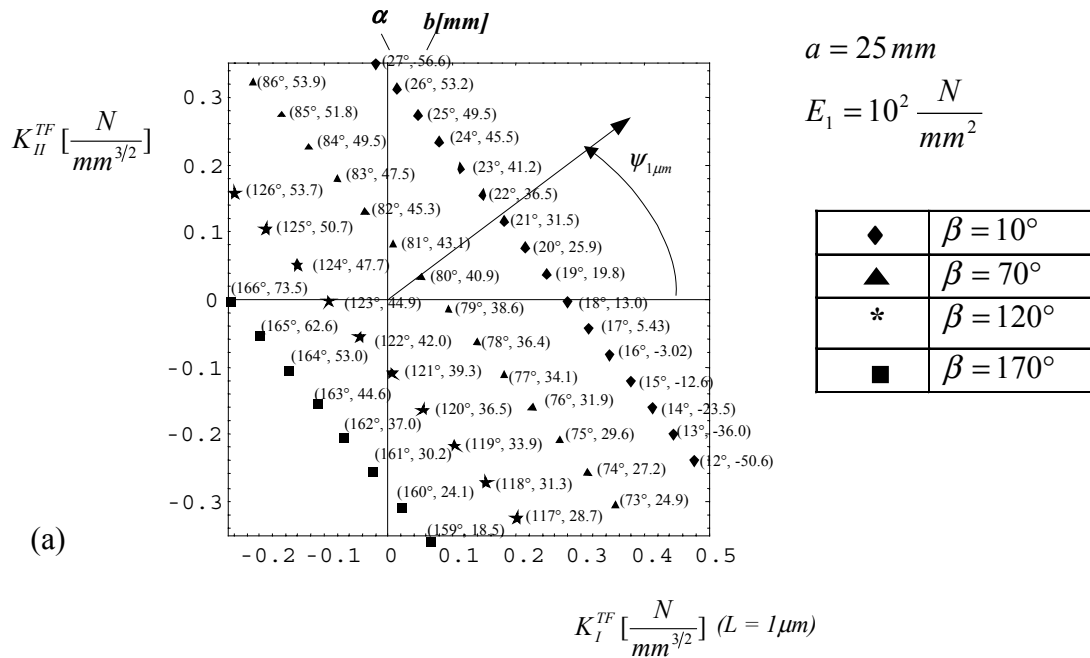 α b[mm]
a = 25 mm
E₁ = 10² N/mm²
K_II^TF [N/mm^3/2]
ψ₁μm
0.3
0.2
0.1
0
-0.1
-0.2
-0.3
(27°, 56.6)
(86°, 53.9) (26°, 53.2)
(85°, 51.8) (25°, 49.5)
(84°, 49.5) (24°, 45.5)
(83°, 47.5) (23°, 41.2)
(126°, 53.7) (22°, 36.5)
(82°, 45.3) (21°, 31.5)
(125°, 50.7) (20°, 25.9)
(81°, 43.1)
(124°, 47.7) (80°, 40.9) (19°, 19.8)
(166°, 73.5) (123°, 44.9) (79°, 38.6) (18°, 13.0)
(165°, 62.6) (122°, 42.0) (78°, 36.4) (17°, 5.43)
(164°, 53.0) (121°, 39.3) (77°, 34.1) (16°, -3.02)
(163°, 44.6) (120°, 36.5) (76°, 31.9) (15°, -12.6)
(162°, 37.0) (119°, 33.9) (75°, 29.6) (14°, -23.5)
(161°, 30.2) (118°, 31.3) (74°, 27.2) (13°, -36.0)
(160°, 24.1) (117°, 28.7) (73°, 24.9) (12°, -50.6)
(159°, 18.5)
-0.2 -0.1 0 0.1 0.2 0.3 0.4 0.5
♦ β = 10°
▲ β = 70°
* β = 120°
■ β = 170°
(a)
K_I^TF [N/mm^3/2] (L = 1μm)